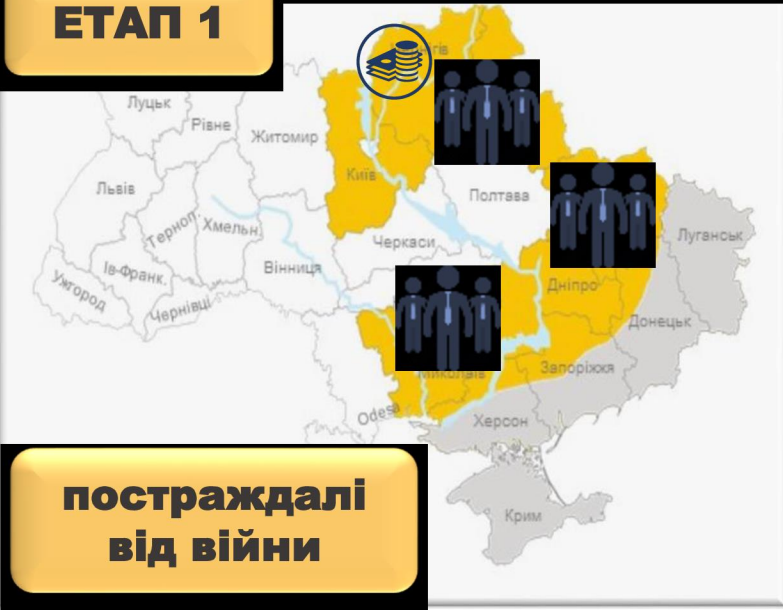 ЕТАП 1
Луцьк
Рівне
Житомир
Київ
Львів
Терноп.
Хмельн.
Полтава
Черкаси
Луганськ
Ів-Франк.
Вінниця
Ужгород
Чернівці
Дніпро
Донецьк
Запоріжжя
Миколаїв
Odesa
Херсон
Крим
постраждалі
від війни